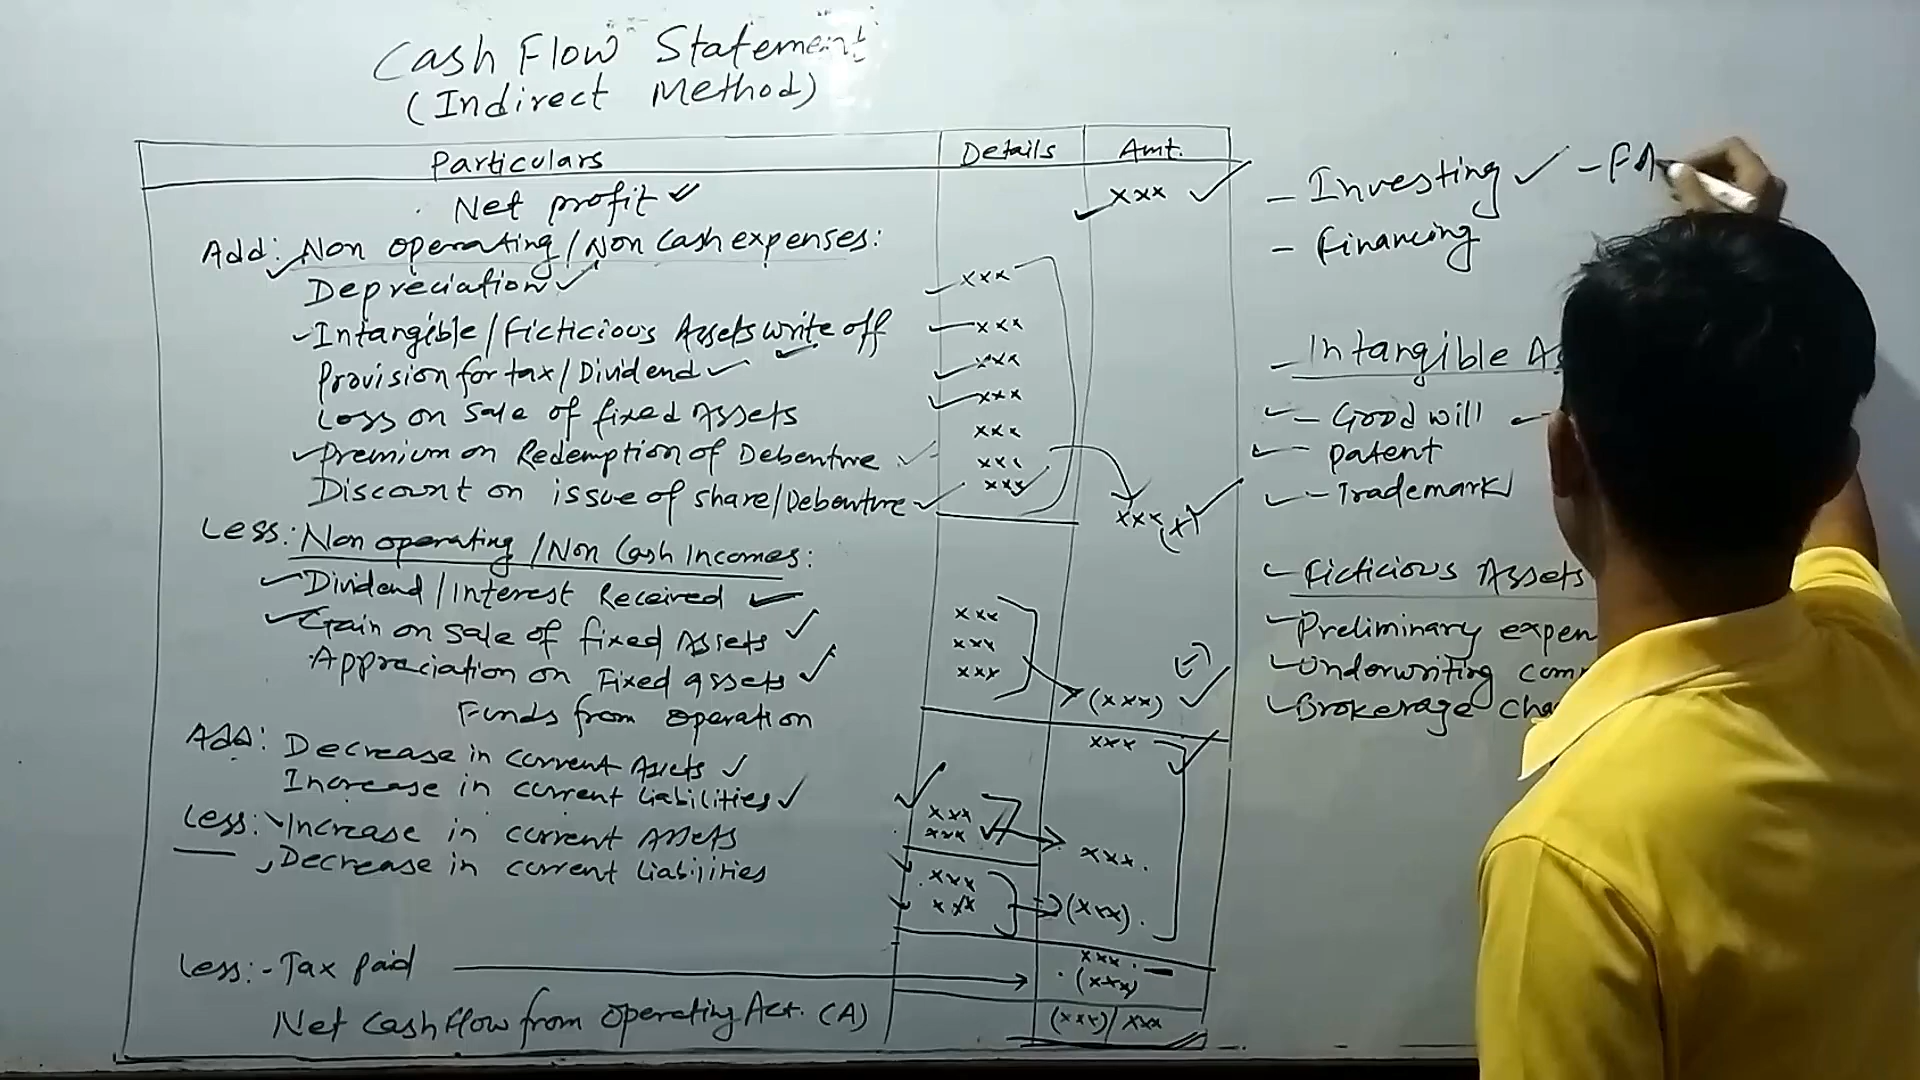 Cash Flow Statement
(Indirect Method)
Particulars Details Amt.
Net profit ✓ xxx ✓
Add: Non operating/Non Cash expenses:
Depreciation xxx
Intangible/Ficticious Assets write off xxx
Provision for tax/Dividend xxx
Loss on Sale of fixed Assets xxx
Premium on Redemption of Debenture xxx
Discount on issue of share/Debenture xxx
xxx
xxx (+)
Less: Non operating/Non Cash Incomes:
Dividend/Interest Received xxx
Gain on Sale of fixed Assets xxx
Appreciation on Fixed assets xxx
(-)
(xxx)
Funds from operation xxx
Add: Decrease in current Assets xxx
Increase in current liabilities xxx
xxx.
Less: Increase in current Assets xxx
Decrease in current liabilities xxx
(xxx).
xxx.
Less:- Tax paid (xxx)
Net Cash flow from Operating Act. (A) (xxx)/xxx
- Investing ✓ - FA
- Financing
- Intangible
- Good will
- Patent
- Trademark
Ficticious Assets
Preliminary expen
Underwriting com
Brokerage cha